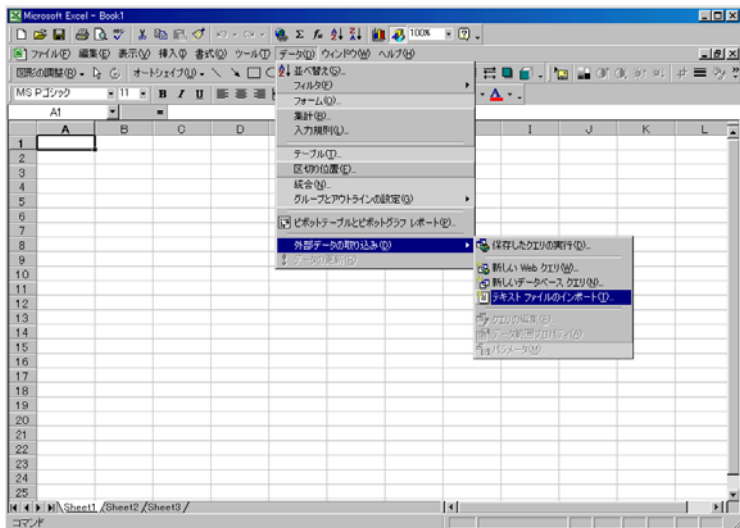 Microsoft Excel - Book1
100%
ファイル(F) 編集(E) 表示(V) 挿入(I) 書式(O) ツール(T) データ(D) ウィンドウ(W) ヘルプ(H)
図形の調整(R) オートシェイプ(U)
MS Pゴシック 11 B I U
A1 =
A B C D I J K L
並べ替え(S)...
フィルタ(F)
フォーム(O)...
集計(B)...
入力規則(L)...
テーブル(T)...
区切り位置(E)...
統合(N)...
グループとアウトラインの設定(G)
ピボットテーブルとピボットグラフ レポート(P)...
外部データの取り込み(D)
データの更新(R)
保存したクエリの実行(D)...
新しい Web クエリ(W)...
新しいデータベース クエリ(N)...
テキスト ファイルのインポート(T)...
クエリの編集(E)...
データ範囲プロパティ(A)...
パラメータ(M)...
1
2
3
4
5
6
7
8
9
10
11
12
13
14
15
16
17
18
19
20
21
22
23
24
25
Sheet1 Sheet2 Sheet3
コマンド